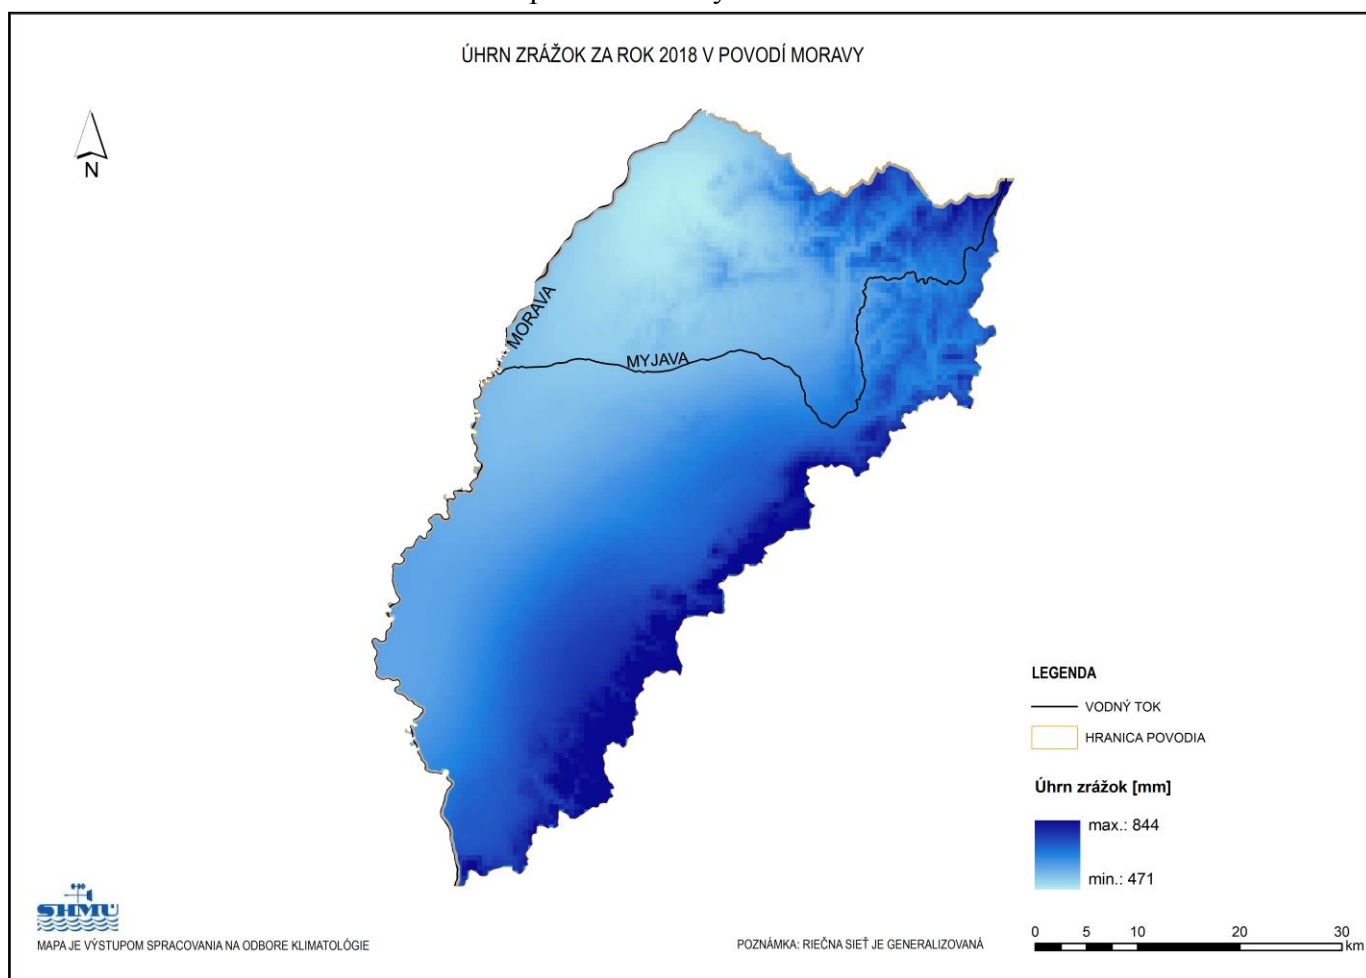 ÚHRN ZRÁŽOK ZA ROK 2018 V POVODÍ MORAVY
N
MORAVA
MYJAVA
LEGENDA
VODNÝ TOK
HRANICA POVODIA
Úhrn zrážok [mm]
max.: 844
min.: 471
SHMÚ
MAPA JE VÝSTUPOM SPRACOVANIA NA ODBORE KLIMATOLÓGIE
POZNÁMKA: RIEČNA SIEŤ JE GENERALIZOVANÁ
0 5 10 20 30
km